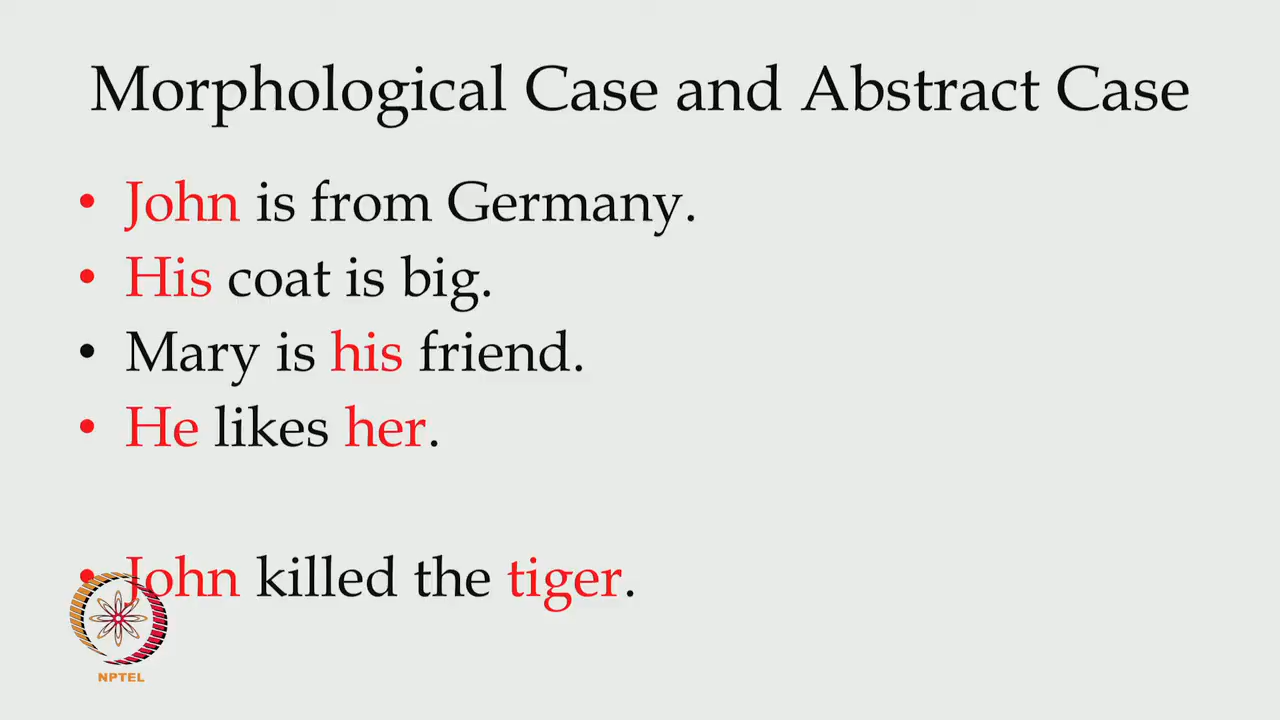 Morphological Case and Abstract Case
• John is from Germany.
• His coat is big.
• Mary is his friend.
• He likes her.
• John killed the tiger.
NPTEL